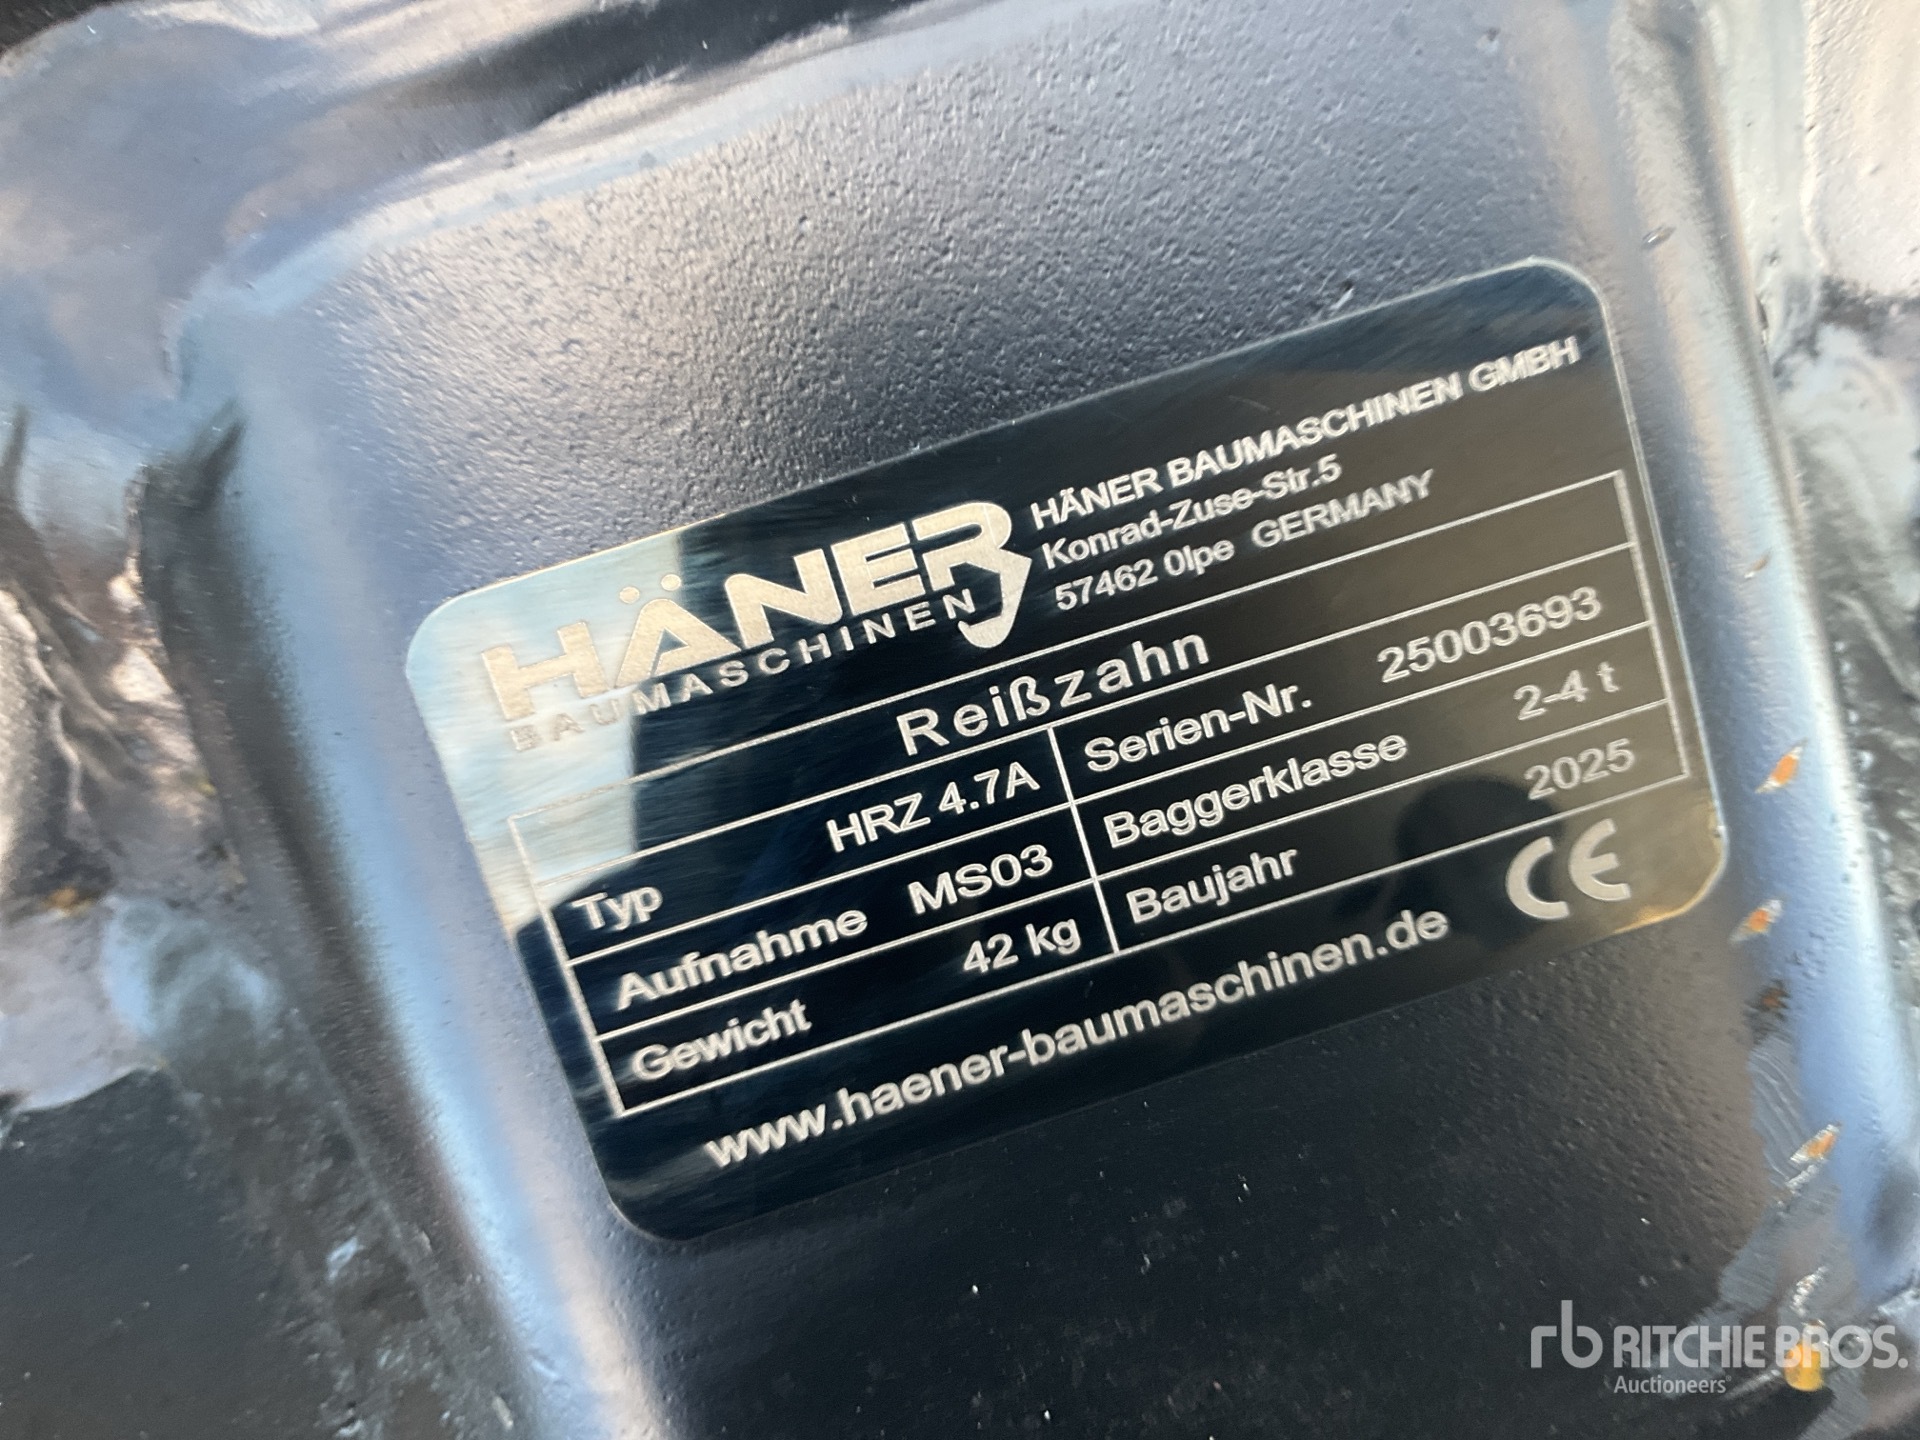 HÄNER
BAUMASCHINEN
HÄNER BAUMASCHINEN GMBH
Konrad-Zuse-Str.5
57462 Olpe GERMANY
Reißzahn
Typ HRZ 4.7A Serien-Nr. 25003693
Aufnahme MS03 Baggerklasse 2-4 t
Gewicht 42 kg Baujahr 2025
www.haener-baumaschinen.de CE
rb RITCHIE BROS.
Auctioneers